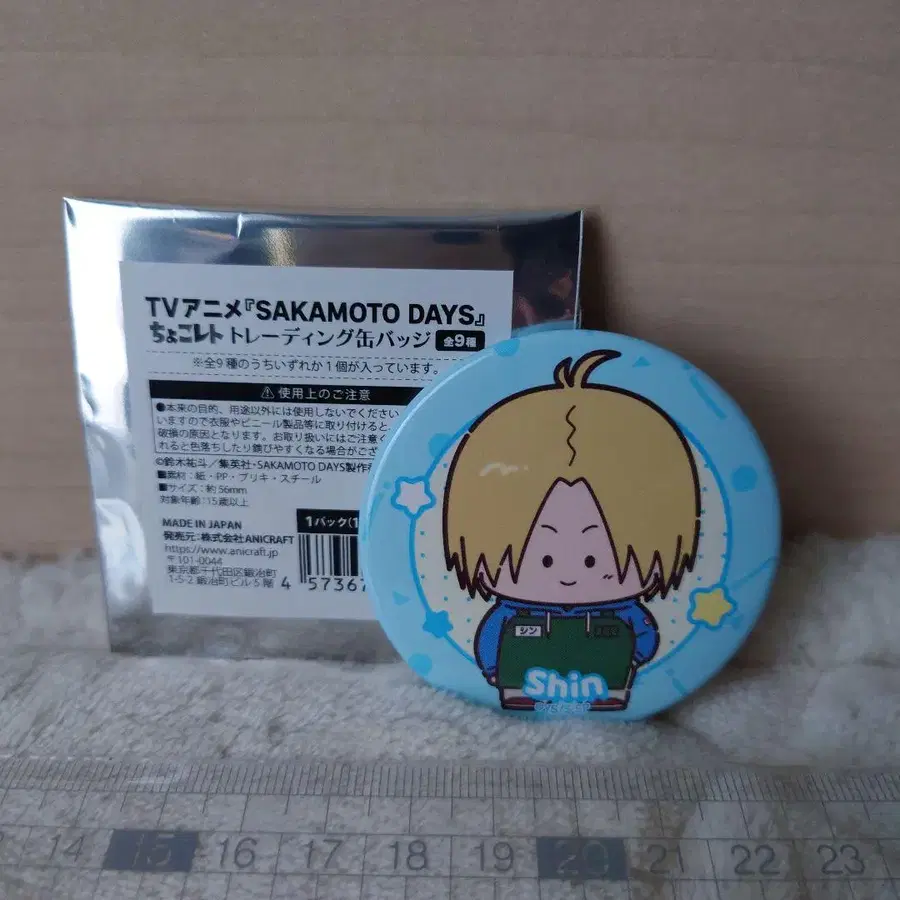 TVアニメ『SAKAMOTO DAYS』
ちょこレト トレーディング缶バッジ 全9種
※全9種のうちいずれか1個が入っています。
⚠使用上のご注意
●本来の目的、用途以外には使用しないでください
いますので衣服やビニール製品等に取り付けると、
破損の原因となります。お取り扱いにはご注意く
れると色落ちしたり錆びやすくなる場合がござ
©鈴木祐斗／集英社・SAKAMOTO DAYS製作
■素材：紙・PP・ブリキ・スチール
■サイズ：約56mm
対象年齢：15歳以上
MADE IN JAPAN
発売元：株式会社ANICRAFT
https://www.anicraft.jp
〒101-0044
東京都千代田区鍛冶町
1-5-2 鍛冶町ビル5階
1パック(1
4 57367
シン
Shin
14 15 16 17 18 19 20 21 22 23